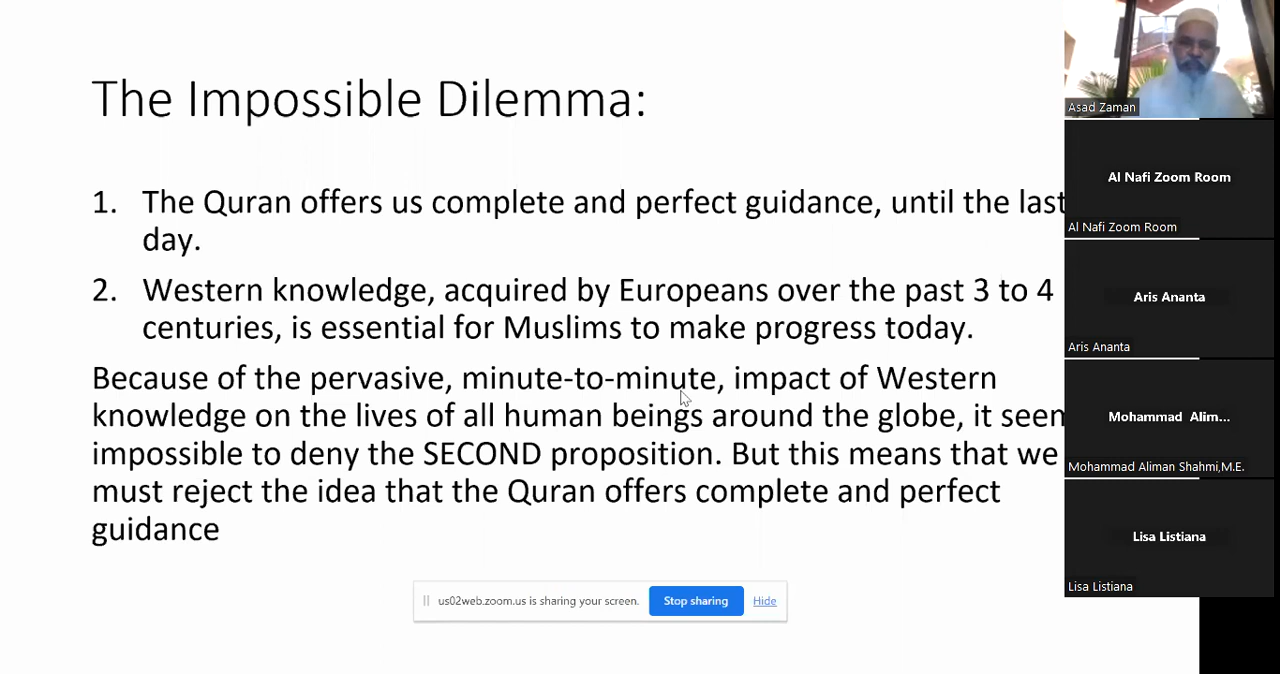 The Impossible Dilemma:
1. The Quran offers us complete and perfect guidance, until the last
day.
2. Western knowledge, acquired by Europeans over the past 3 to 4
centuries, is essential for Muslims to make progress today.
Because of the pervasive, minute-to-minute, impact of Western
knowledge on the lives of all human beings around the globe, it seem
impossible to deny the SECOND proposition. But this means that we
must reject the idea that the Quran offers complete and perfect
guidance
us02web.zoom.us is sharing your screen.
Stop sharing
Hide
Asad Zaman
Al Nafi Zoom Room
Al Nafi Zoom Room
Aris Ananta
Aris Ananta
Mohammad Alim...
Mohammad Aliman Shahmi,M.E.
Lisa Listiana
Lisa Listiana